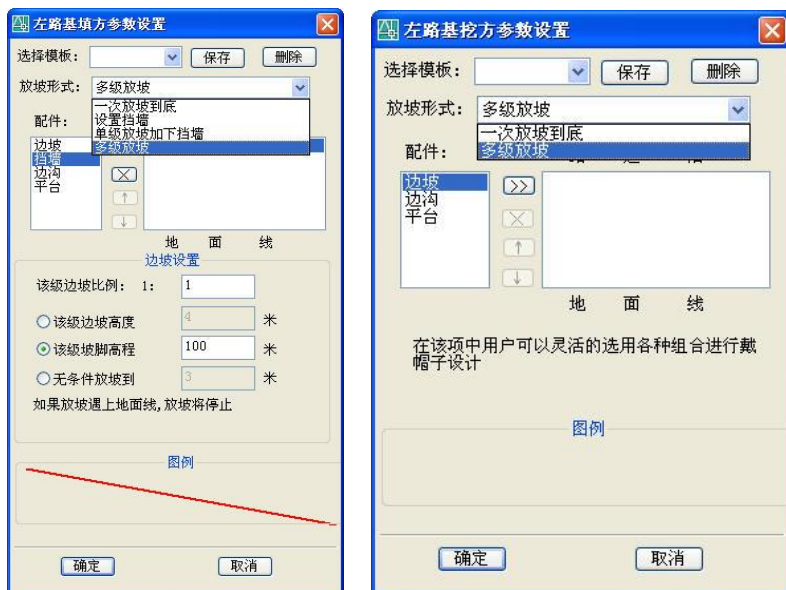 左路基填方参数设置
选择模板:
保存
删除
放坡形式:
多级放坡
一次放坡到底
设置挡墙
单级放坡加下挡墙
多级放坡
配件:
边坡
挡墙
边沟
平台
地 面 线
边坡设置
该级边坡比例: 1:
1
该级边坡高度
4
米
该级坡脚高程
100
米
无条件放坡到
3
米
如果放坡遇上地面线,放坡将停止
图例
确定
取消
左路基挖方参数设置
选择模板:
保存
删除
放坡形式:
多级放坡
一次放坡到底
多级放坡
配件:
边坡
边沟
平台
>>
地 面 线
在该项中用户可以灵活的选用各种组合进行戴
帽子设计
图例
确定
取消